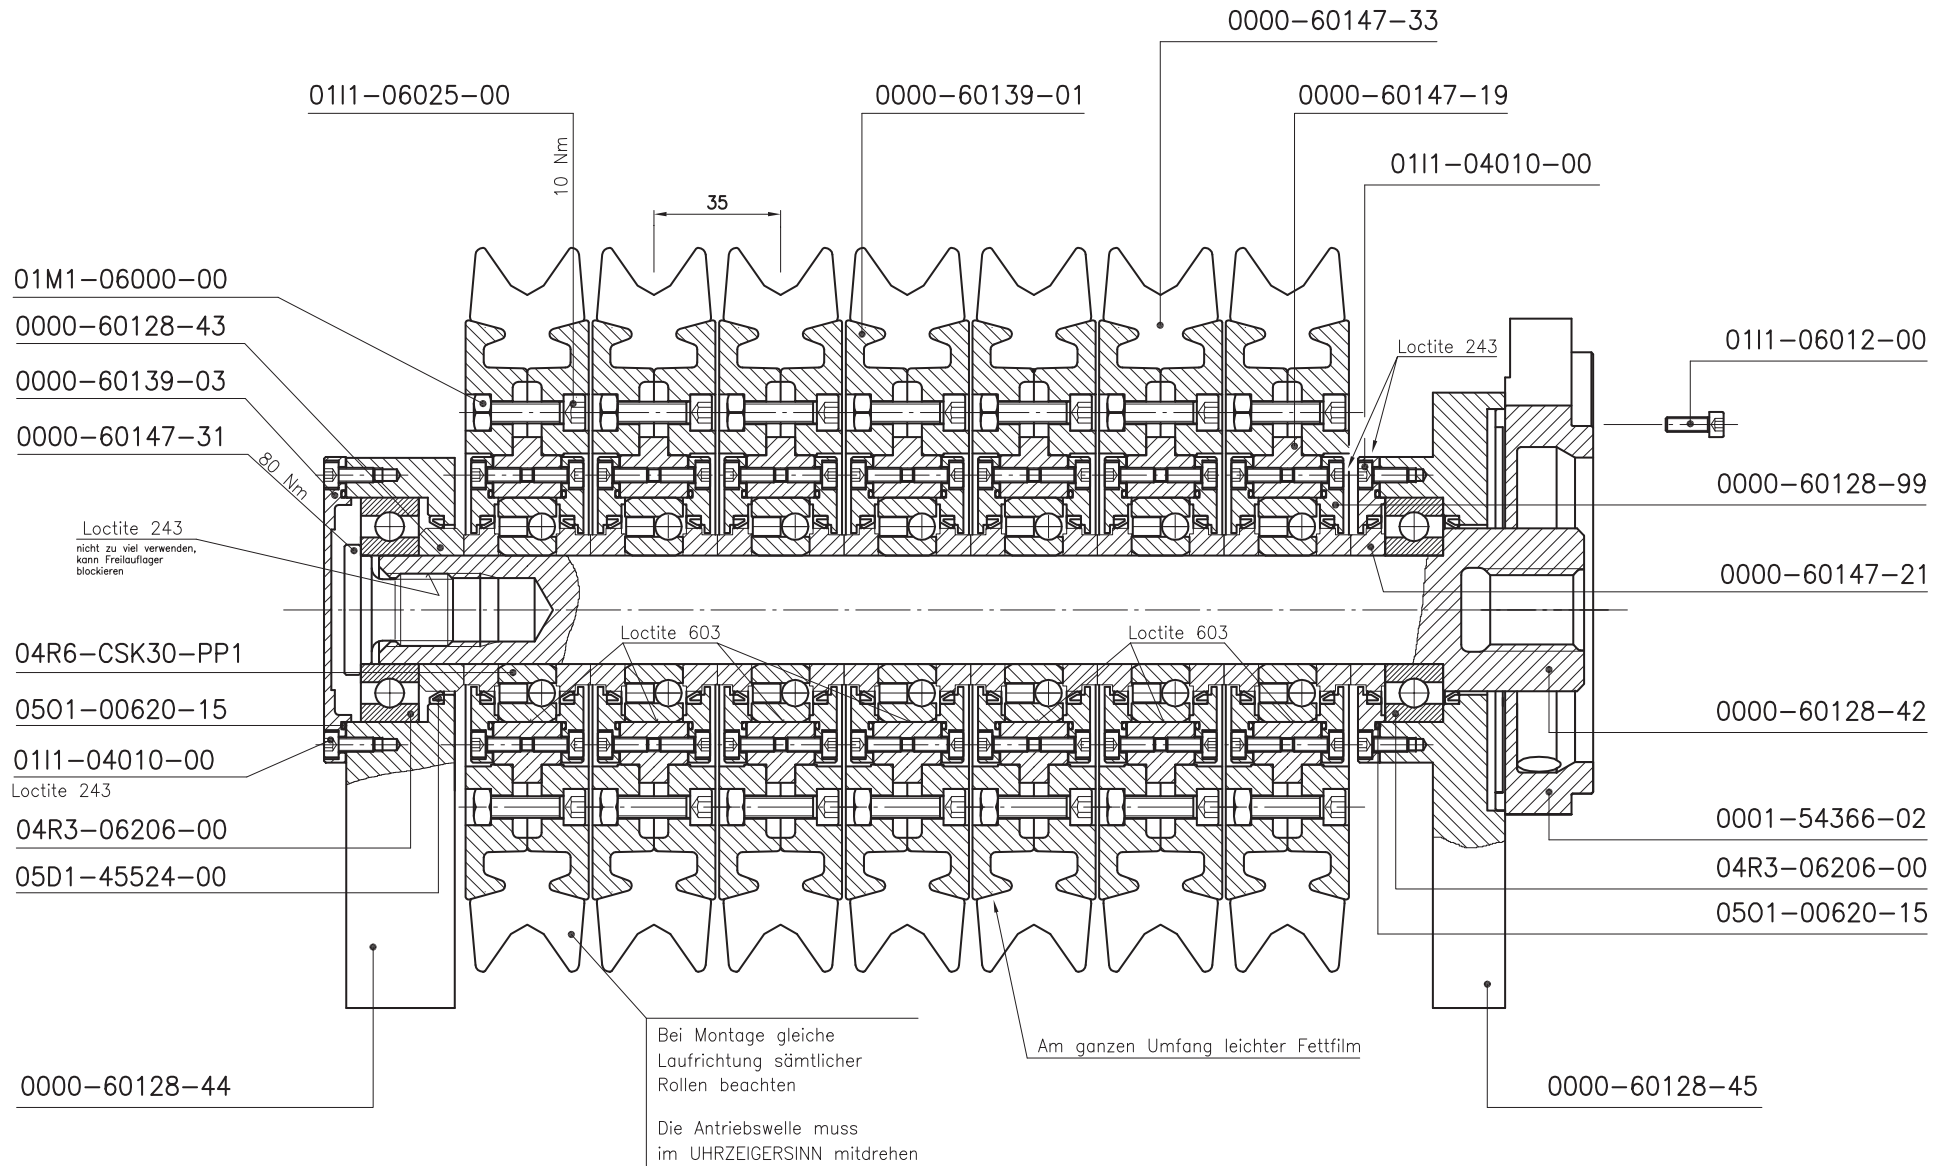 0000-60147-33
01I1-06025-00
0000-60139-01
0000-60147-19
10 Nm
01I1-04010-00
35
01M1-06000-00
0000-60128-43
0000-60139-03
0000-60147-31
80 Nm
Loctite 243
nicht zu viel verwenden,
kann Freilauflager
blockieren
Loctite 243
01I1-06012-00
0000-60128-99
0000-60147-21
Loctite 603
Loctite 603
04R6-CSK30-PP1
05O1-00620-15
01I1-04010-00
Loctite 243
04R3-06206-00
05D1-45524-00
0000-60128-42
0001-54366-02
04R3-06206-00
05O1-00620-15
Bei Montage gleiche
Laufrichtung sämtlicher
Rollen beachten
Die Antriebswelle muss
im UHRZEIGERSINN mitdrehen
Am ganzen Umfang leichter Fettfilm
0000-60128-44
0000-60128-45